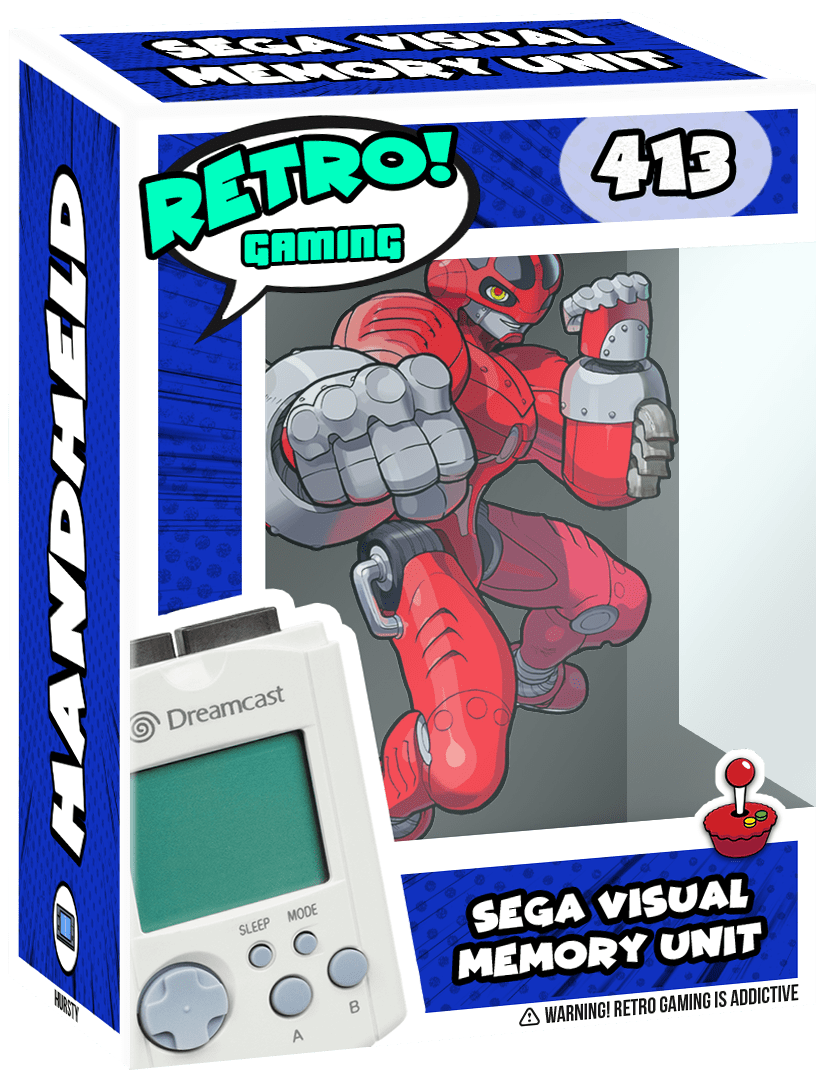 SEGA VISUAL
MEMORY UNIT
RETRO!
GAMING
413
HANDHELD
Dreamcast
SLEEP
MODE
A
B
SEGA VISUAL
MEMORY UNIT
WARNING! RETRO GAMING IS ADDICTIVE
HURSTY